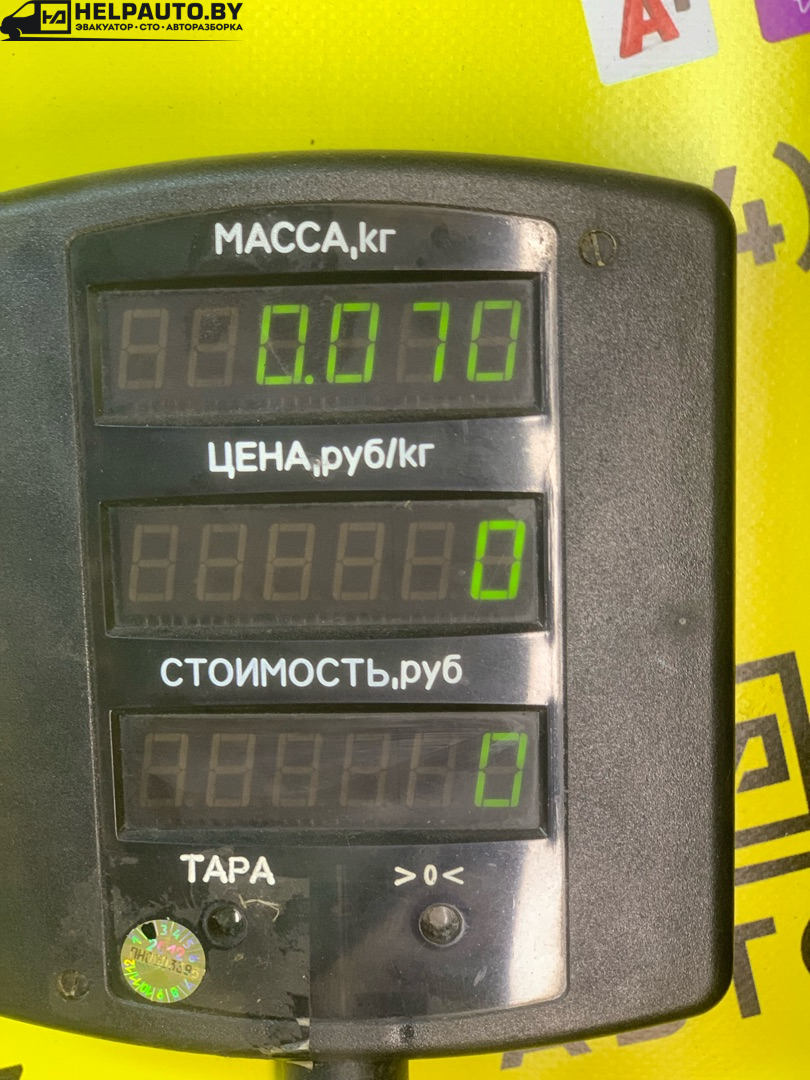 HELPAUTO.BY
ЭВАКУАТОР • СТО • АВТОРАЗБОРКА
МАССА,кг
0.070
ЦЕНА,руб/кг
0
СТОИМОСТЬ,руб
0
ТАРА >0<